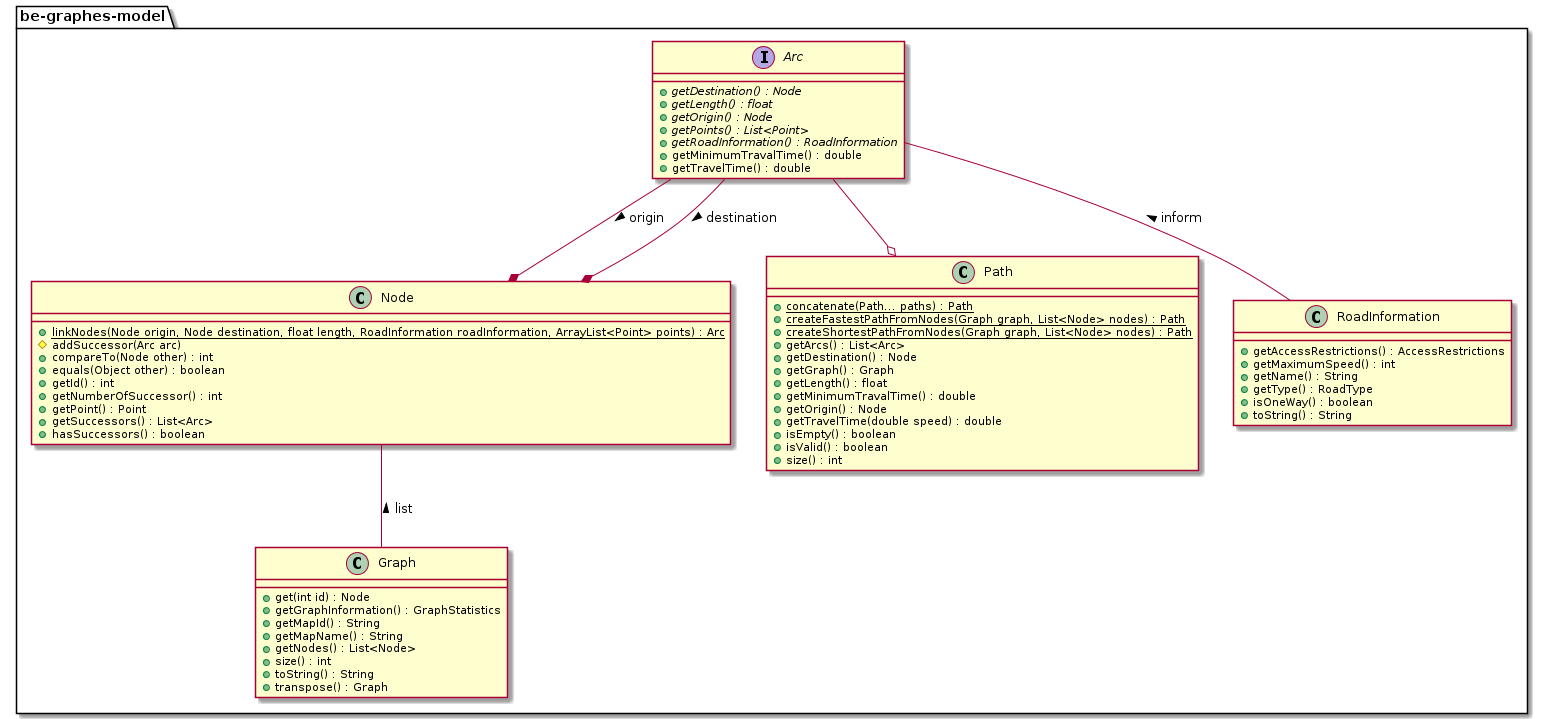 be-graphes-model
I Arc
getDestination() : Node
getLength() : float
getOrigin() : Node
getPoints() : List<Point>
getRoadInformation() : RoadInformation
getMinimumTravalTime() : double
getTravelTime() : double
origin
destination
inform
C Node
linkNodes(Node origin, Node destination, float length, RoadInformation roadInformation, ArrayList<Point> points) : Arc
addSuccessor(Arc arc)
compareTo(Node other) : int
equals(Object other) : boolean
getId() : int
getNumberOfSuccessor() : int
getPoint() : Point
getSuccessors() : List<Arc>
hasSuccessors() : boolean
C Path
concatenate(Path... paths) : Path
createFastestPathFromNodes(Graph graph, List<Node> nodes) : Path
createShortestPathFromNodes(Graph graph, List<Node> nodes) : Path
getArcs() : List<Arc>
getDestination() : Node
getGraph() : Graph
getLength() : float
getMinimumTravalTime() : double
getOrigin() : Node
getTravelTime(double speed) : double
isEmpty() : boolean
isValid() : boolean
size() : int
C RoadInformation
getAccessRestrictions() : AccessRestrictions
getMaximumSpeed() : int
getName() : String
getType() : RoadType
isOneWay() : boolean
toString() : String
list
C Graph
get(int id) : Node
getGraphInformation() : GraphStatistics
getMapId() : String
getMapName() : String
getNodes() : List<Node>
size() : int
toString() : String
transpose() : Graph